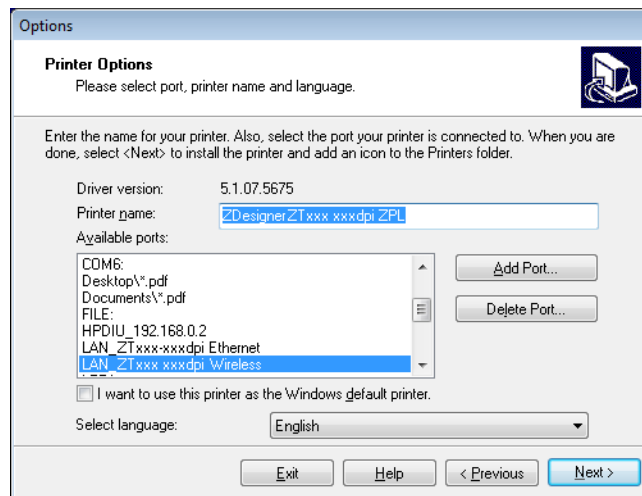 Options
Printer Options
Please select port, printer name and language.
Enter the name for your printer. Also, select the port your printer is connected to. When you are
done, select <Next> to install the printer and add an icon to the Printers folder.
Driver version: 5.1.07.5675
Printer name: ZDesignerZTxxx xxxdpi ZPL
Available ports:
COM6:
Desktop\*.pdf
Documents\*.pdf
FILE:
HPDIU_192.168.0.2
LAN_ZTxxx-xxxdpi Ethernet
LAN_ZTxxx xxxdpi Wireless
Add Port...
Delete Port...
I want to use this printer as the Windows default printer.
Select language: English
Exit Help < Previous Next >